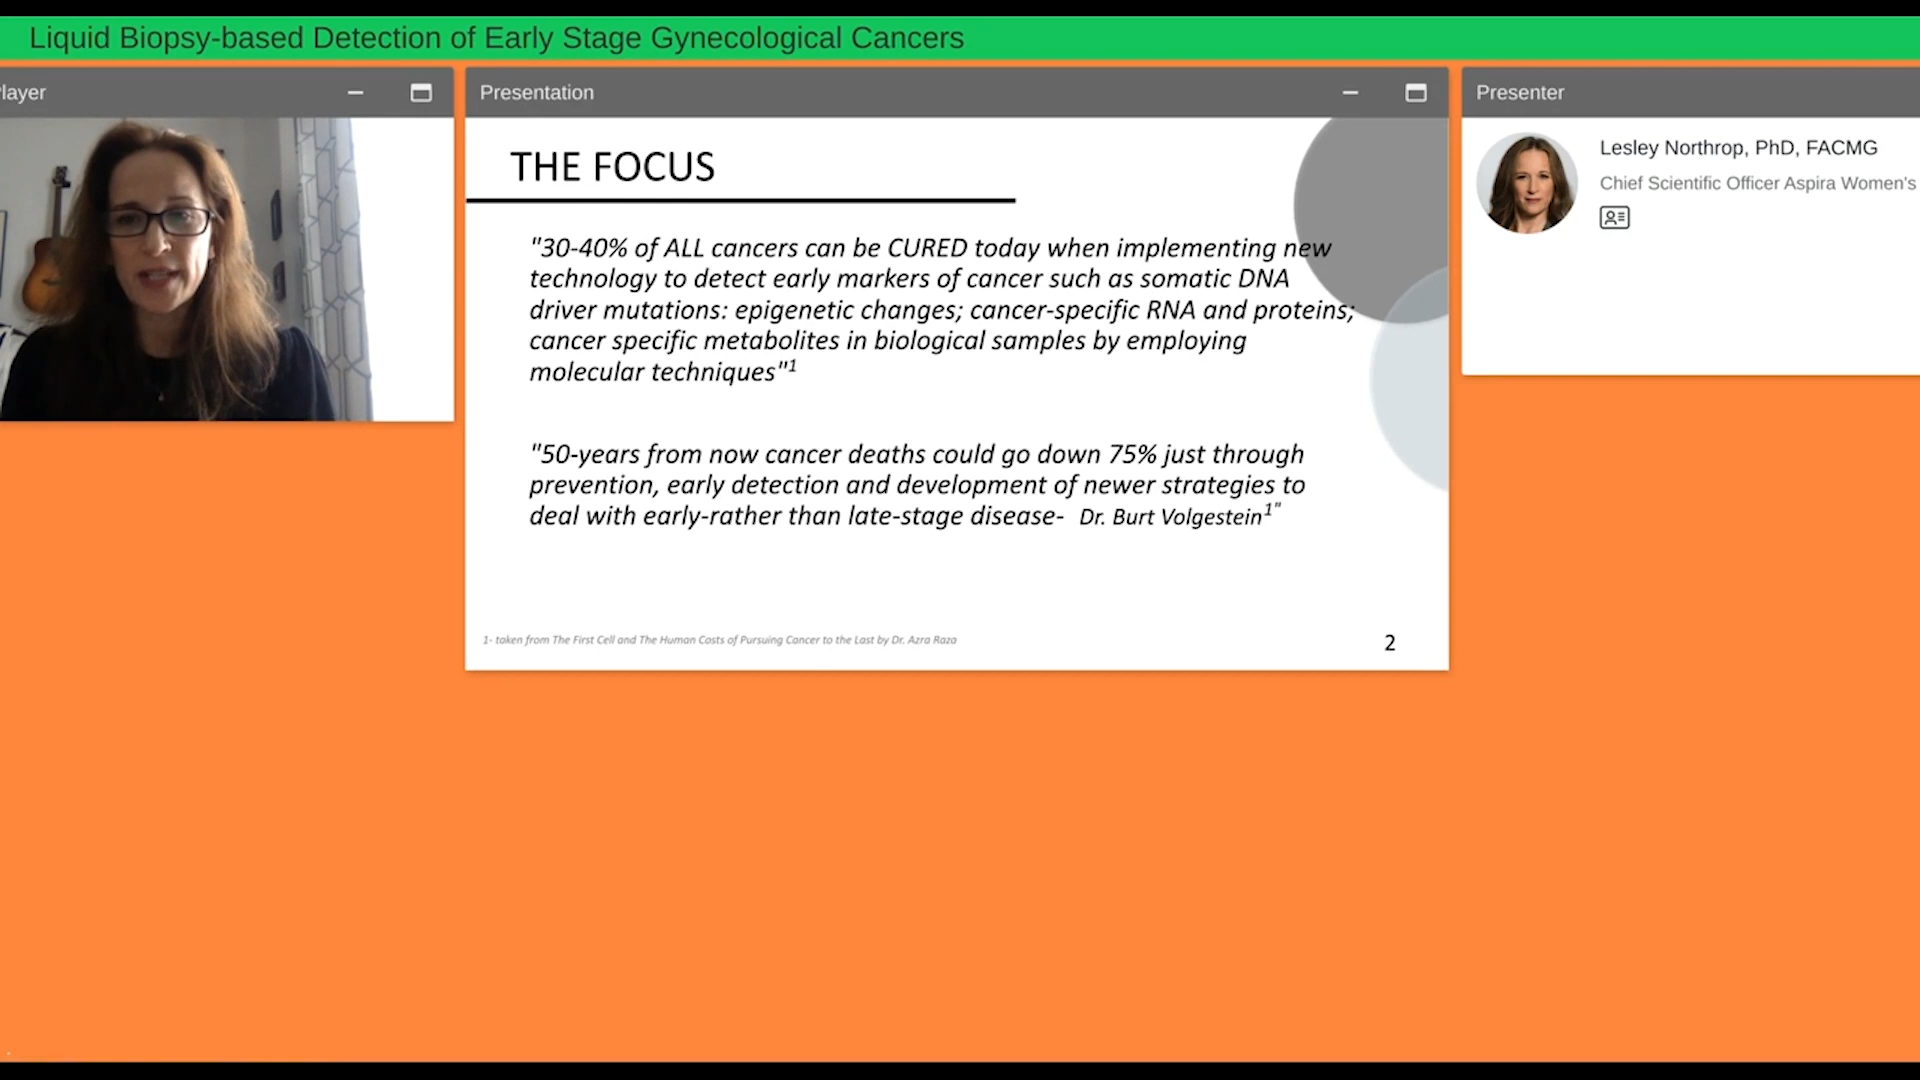 Liquid Biopsy-based Detection of Early Stage Gynecological Cancers
layer
Presentation
THE FOCUS
"30-40% of ALL cancers can be CURED today when implementing new
technology to detect early markers of cancer such as somatic DNA
driver mutations: epigenetic changes; cancer-specific RNA and proteins;
cancer specific metabolites in biological samples by employing
molecular techniques"1
"50-years from now cancer deaths could go down 75% just through
prevention, early detection and development of newer strategies to
deal with early-rather than late-stage disease- Dr. Burt Volgestein1"
1- taken from The First Cell and The Human Costs of Pursuing Cancer to the Last by Dr. Azra Raza
2
Presenter
Lesley Northrop, PhD, FACMG
Chief Scientific Officer Aspira Women's